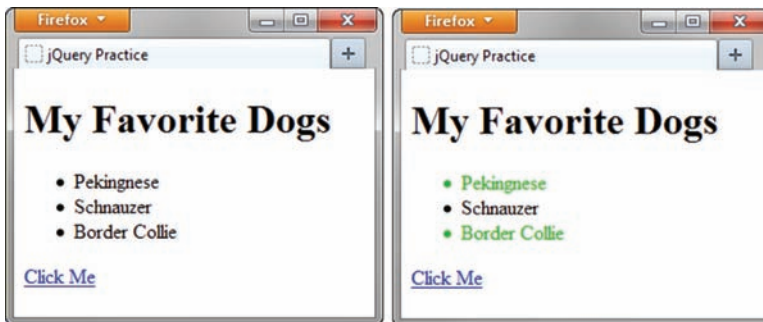 Firefox
jQuery Practice
My Favorite Dogs
Pekingnese
Schnauzer
Border Collie
Click Me
Firefox
jQuery Practice
My Favorite Dogs
Pekingnese
Schnauzer
Border Collie
Click Me